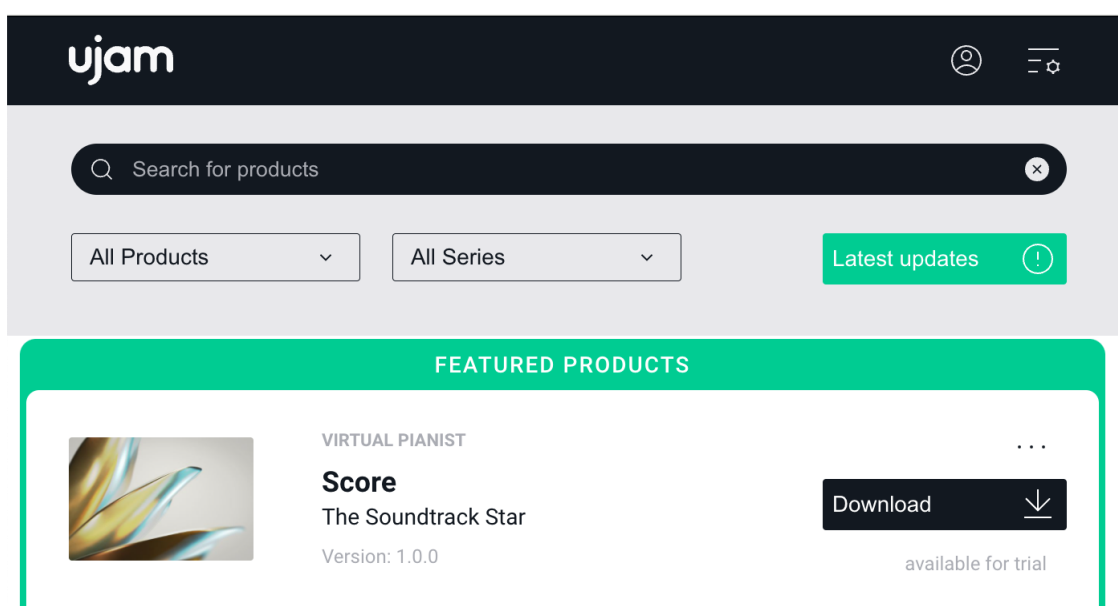 ujam
Search for products
All Products
All Series
Latest updates
FEATURED PRODUCTS
VIRTUAL PIANIST
...
Score
The Soundtrack Star
Download
Version: 1.0.0
available for trial